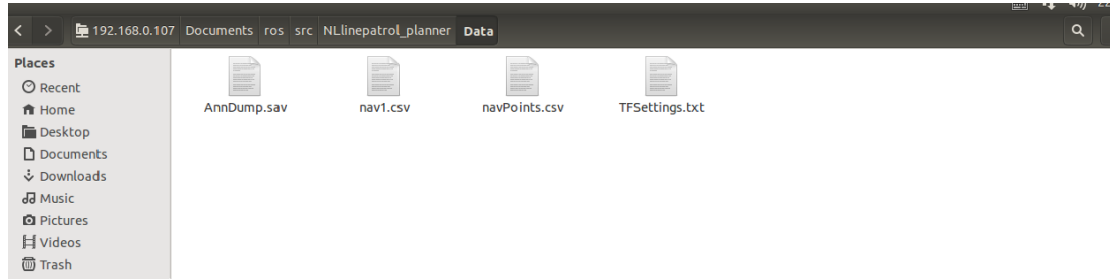 192.168.0.107 Documents ros src NLlinepatrol_planner Data
Places
Recent
Home
Desktop
Documents
Downloads
Music
Pictures
Videos
Trash
AnnDump.sav nav1.csv navPoints.csv TFSettings.txt